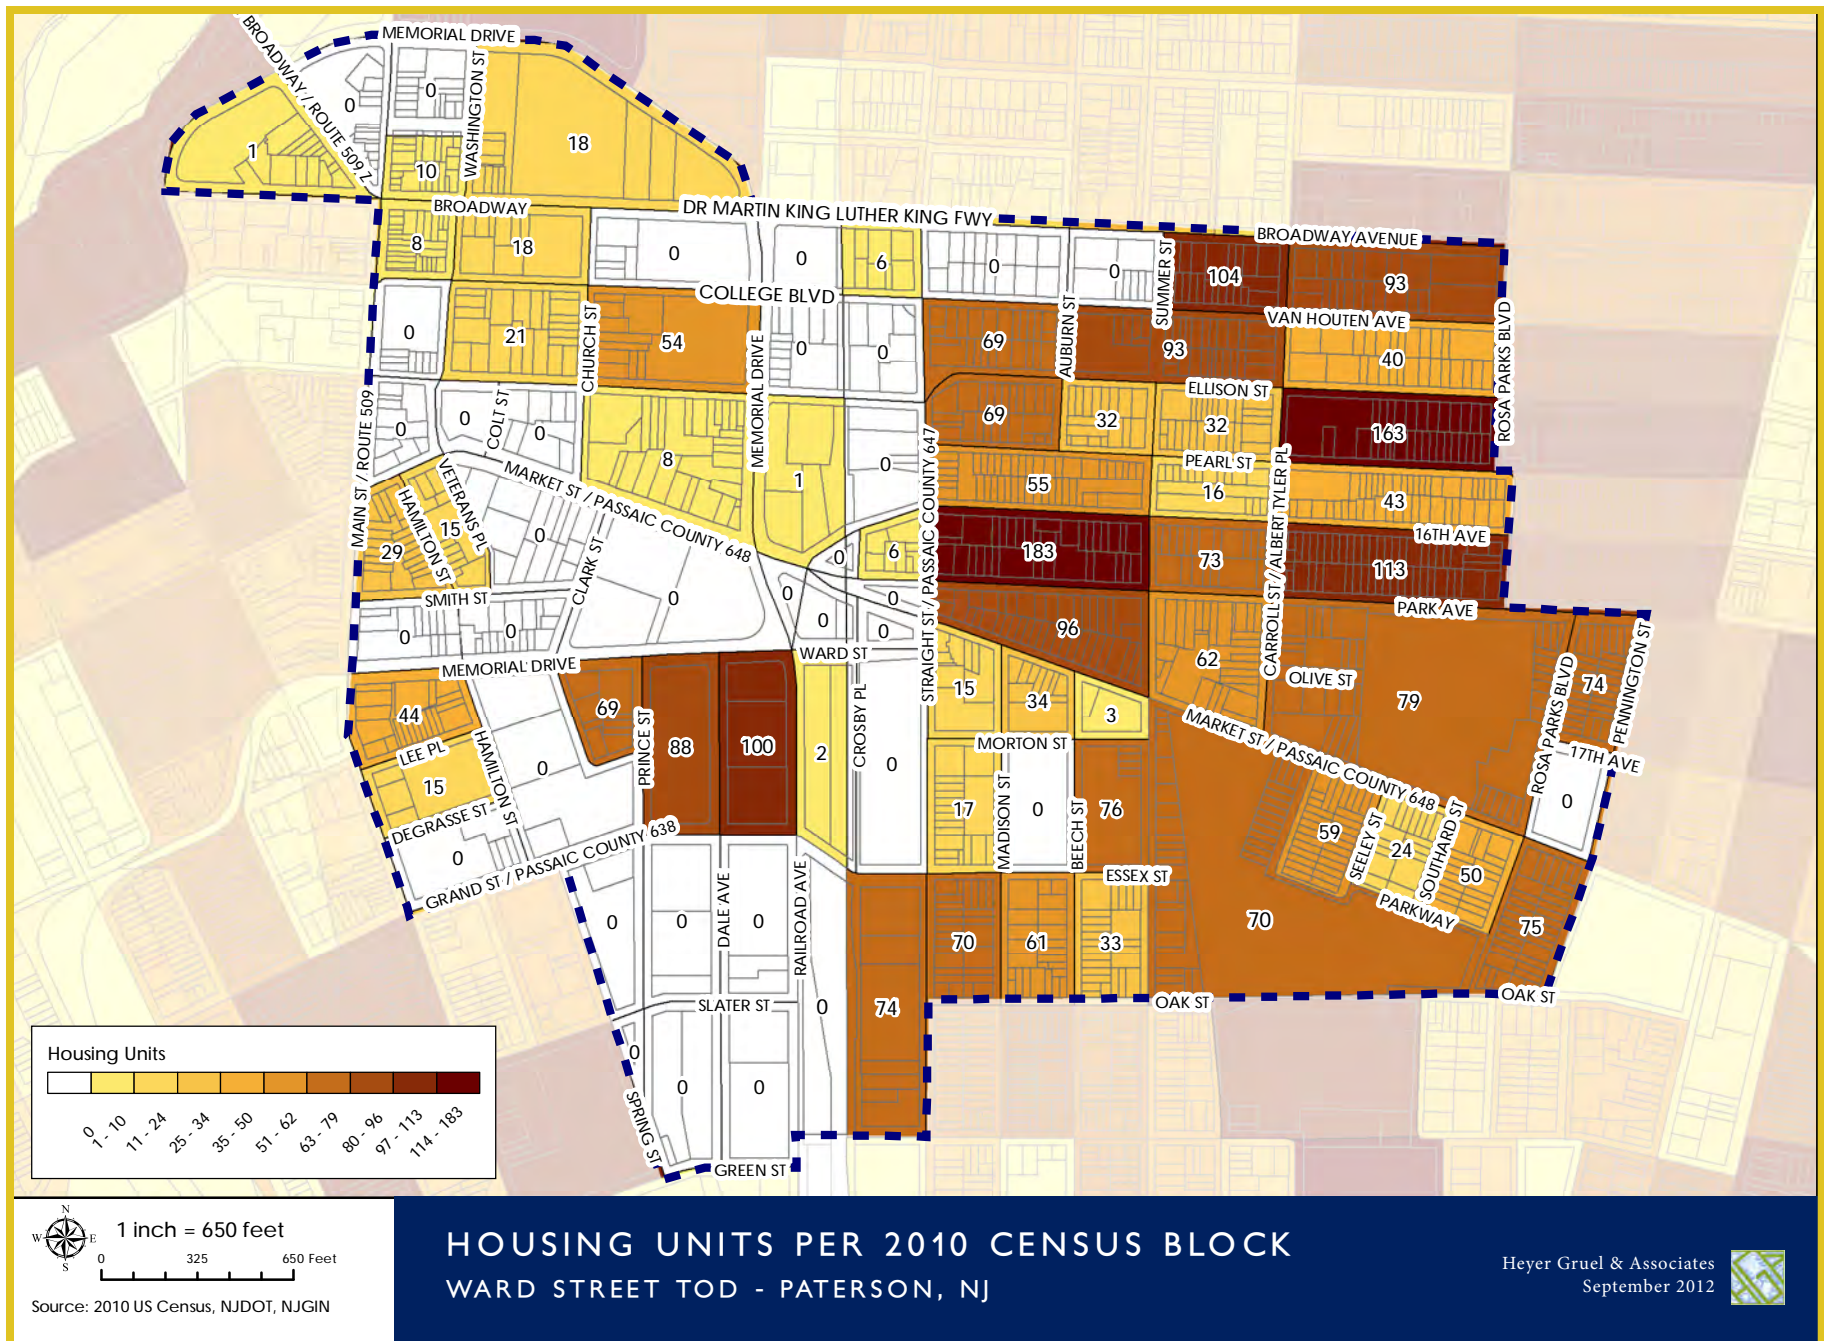 MEMORIAL DRIVE
BROADWAY / ROUTE 509 Z
WASHINGTON ST
0
0
1
10
18
BROADWAY
DR MARTIN KING LUTHER KING FWY
BROADWAY AVENUE
8
18
0
0
6
0
0
SUMMER ST
104
93
COLLEGE BLVD
VAN HOUTEN AVE
0
21
CHURCH ST
54
MEMORIAL DRIVE
0
0
69
AUBURN ST
93
40
ROSA PARKS BLVD
ELLISON ST
0
0
COLT ST
0
8
1
0
69
32
32
163
MAIN ST / ROUTE 509
VETERANS PL
HAMILTON ST
MARKET ST / PASSAIC COUNTY 648
STRAIGHT ST / PASSAIC COUNTY 647
PEARL ST
CARROLL ST / ALBERT TYLER PL
55
16
43
16TH AVE
29
15
0
CLARK ST
0
6
183
73
113
SMITH ST
0
0
0
0
PARK AVE
0
0
0
0
96
WARD ST
MEMORIAL DRIVE
62
OLIVE ST
79
ROSA PARKS BLVD
74
PENNINGTON ST
44
69
PRINCE ST
88
100
2
CROSBY PL
0
15
34
3
MARKET ST / PASSAIC COUNTY 648
LEE PL
HAMILTON ST
MORTON ST
17TH AVE
15
0
17
MADISON ST
0
BEECH ST
76
0
DEGRASSE ST
0
GRAND ST / PASSAIC COUNTY 638
59
SEELEY ST
24
SOUTHARD ST
50
PARKWAY
ESSEX ST
0
0
DALE AVE
0
RAILROAD AVE
70
61
33
70
75
SLATER ST
0
74
OAK ST
OAK ST
0
0
0
SPRING ST
GREEN ST
Housing Units
0
1 - 10
11 - 24
25 - 34
35 - 50
51 - 62
63 - 79
80 - 96
97 - 113
114 - 183
N
W
E
S
1 inch = 650 feet
0 325 650 Feet
Source: 2010 US Census, NJDOT, NJGIN
HOUSING UNITS PER 2010 CENSUS BLOCK
WARD STREET TOD - PATERSON, NJ
Heyer Gruel & Associates
September 2012